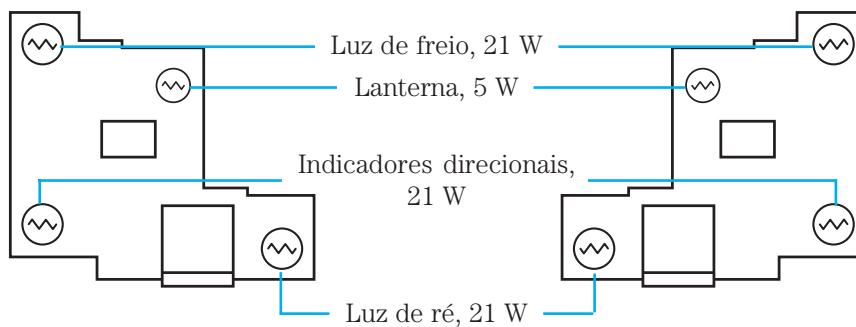 Luz de freio, 21 W
Lanterna, 5 W
Indicadores direcionais,
21 W
Luz de ré, 21 W